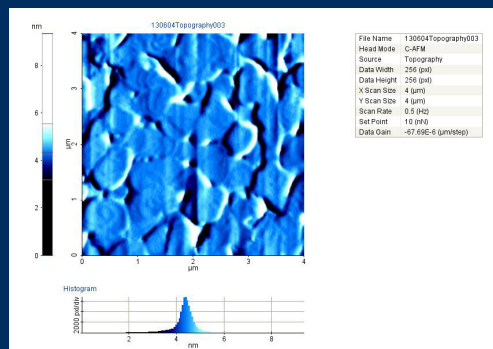 130604Topography003
nm
8
6
4
2
0
4
3
2
1
0
µm
0 1 2 3 4
µm
File Name 130604Topography003
Head Mode C-AFM
Source Topography
Data Width 256 (pxl)
Data Height 256 (pxl)
X Scan Size 4 (µm)
Y Scan Size 4 (µm)
Scan Rate 0.5 (Hz)
Set Point 10 (nN)
Data Gain -67.69E-6 (µm/step)
Histogram
2000 pxl/div
2 4 6 8
nm